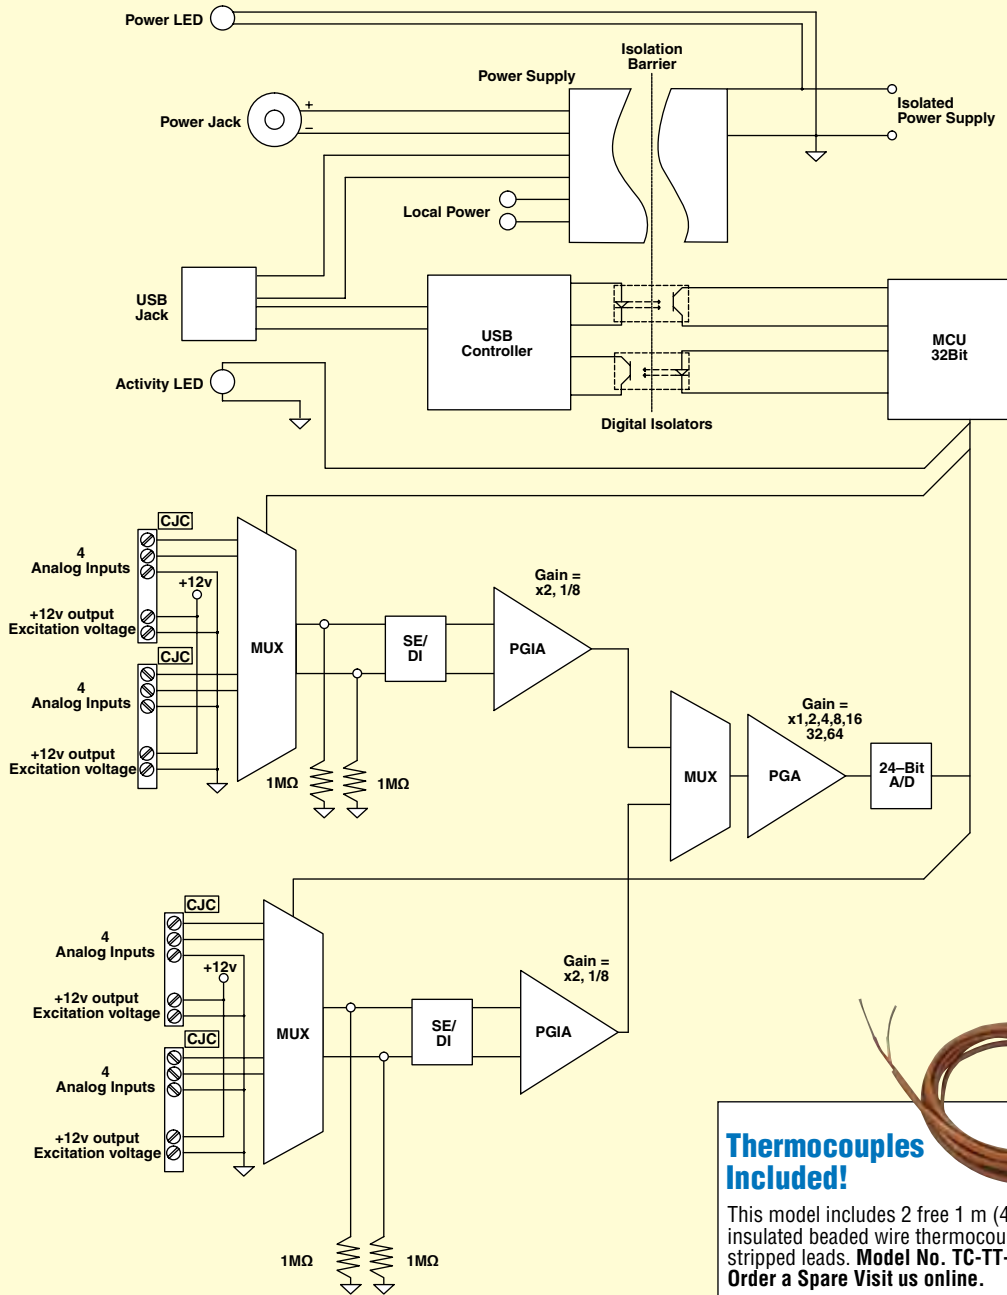 Power LED
Isolation
Barrier
Power Supply
Power Jack
+
–
Isolated
Power Supply
Local Power
USB
Jack
USB
Controller
MCU
32Bit
Activity LED
Digital Isolators
CJC
4
Analog Inputs
+12v
+12v output
Excitation voltage
CJC
4
Analog Inputs
+12v output
Excitation voltage
MUX
1MΩ
1MΩ
SE/
DI
Gain =
x2, 1/8
PGIA
MUX
Gain =
x1,2,4,8,16
32,64
PGA
24–Bit
A/D
CJC
4
Analog Inputs
+12v
+12v output
Excitation voltage
CJC
4
Analog Inputs
+12v output
Excitation voltage
MUX
SE/
DI
Gain =
x2, 1/8
PGIA
1MΩ
1MΩ
Thermocouples
Included!
This model includes 2 free 1 m (4
insulated beaded wire thermocou
stripped leads. Model No. TC-TT-
Order a Spare Visit us online.